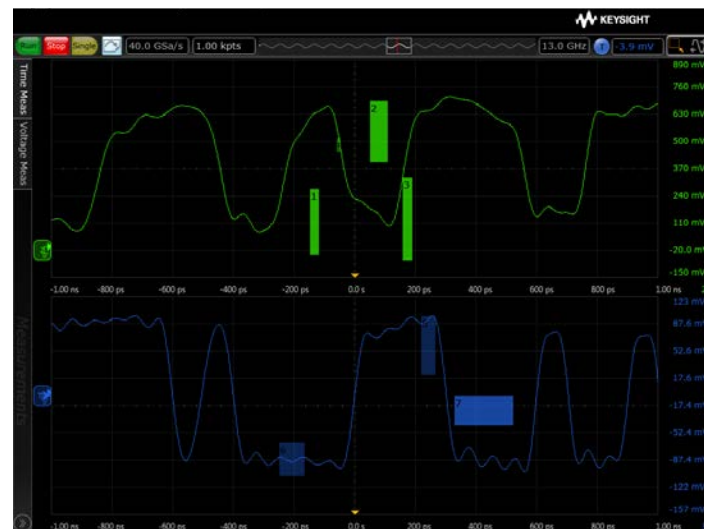 KEYSIGHT
Run Stop Single 40.0 GSa/s 1.00 kpts 13.0 GHz T -3.9 mV
Time Meas
Voltage Meas
Measurements
890 mV
760 mV
630 mV
500 mV
370 mV
240 mV
110 mV
-20.0 mV
-150 mV
1
2
3
-1.00 ns -800 ps -600 ps -400 ps -200 ps 0.0 s 200 ps 400 ps 600 ps 800 ps 1.00 ns
123 mV
87.6 mV
52.6 mV
17.6 mV
-17.4 mV
-52.4 mV
-87.4 mV
-122 mV
-157 mV
7
-1.00 ns -800 ps -600 ps -400 ps -200 ps 0.0 s 200 ps 400 ps 600 ps 800 ps 1.00 ns